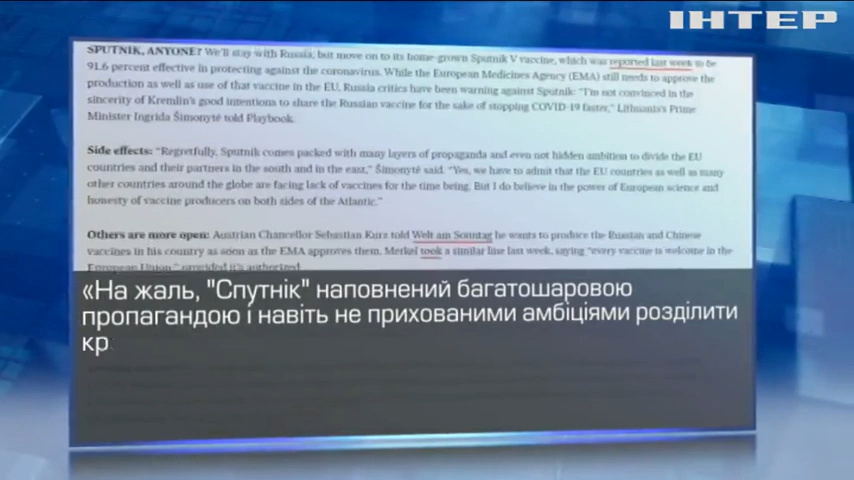 ІНТЕР
SPUTNIK, ANYONE? We'll stay with Russia, but move on to its home-grown Sputnik V vaccine, which was reported last week to be
91.6 percent effective in protecting against the coronavirus. While the European Medicines Agency (EMA) still needs to approve the
production as well as use of that vaccine in the EU, Russia critics have been warning against Sputnik: “I'm not convinced in the
sincerity of Kremlin's good intentions to share the Russian vaccine for the sake of stopping COVID-19 faster,” Lithuania's Prime
Minister Ingrida Šimonytė told Playbook.
Side effects: “Regretfully, Sputnik comes packed with many layers of propaganda and even not hidden ambition to divide the EU
countries and their partners in the south and in the east,” Šimonytė said. “Yes, we have to admit that the EU countries as well as many
other countries around the globe are facing lack of vaccines for the time being. But I do believe in the power of European science and
honesty of vaccine producers on both sides of the Atlantic.”
Others are more open: Austrian Chancellor Sebastian Kurz told Welt am Sonntag he wants to produce the Russian and Chinese
vaccines in his country as soon as the EMA approves them. Merkel took a similar line last week, saying “every vaccine is welcome in the
European Union,” provided it's authorized.
«На жаль, "Спутнік" наповнений багатошаровою
пропагандою і навіть не прихованими амбіціями розділити
кр